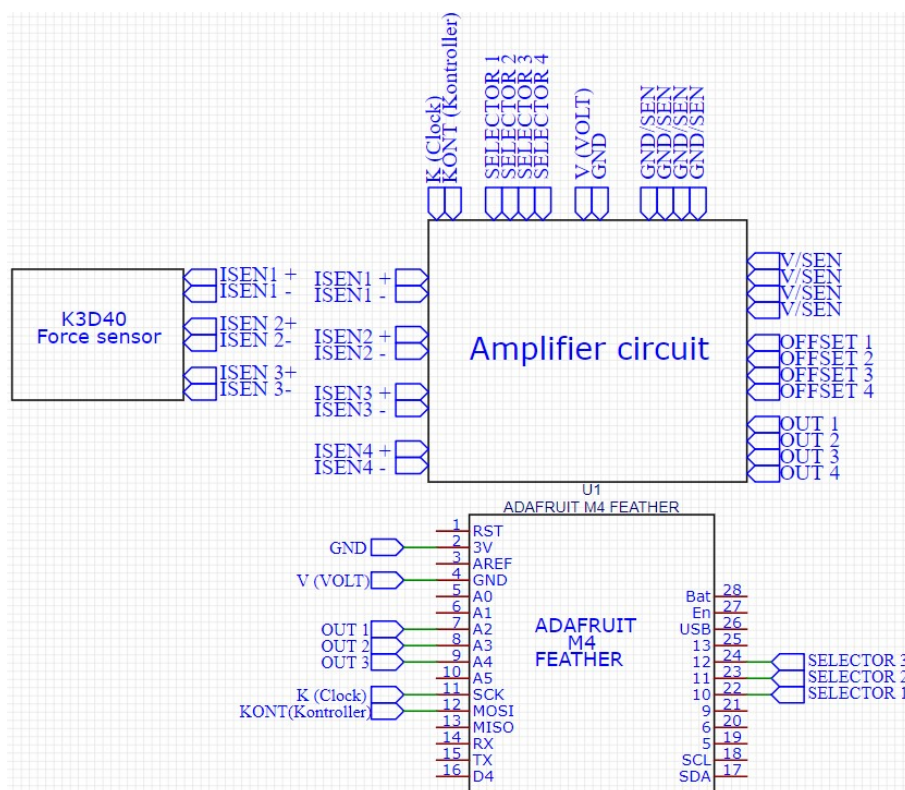 K (Clock)
KONT (Kontroller)
SELECTOR 1
SELECTOR 2
SELECTOR 3
SELECTOR 4
V (VOLT)
GND
GND/SEN
GND/SEN
GND/SEN
GND/SEN
K3D40
Force sensor
ISEN1 +
ISEN1 -
ISEN 2+
ISEN 2-
ISEN 3+
ISEN 3-
ISEN1 +
ISEN1 -
ISEN2 +
ISEN2 -
ISEN3 +
ISEN3 -
ISEN4 +
ISEN4 -
Amplifier circuit
V/SEN
V/SEN
V/SEN
V/SEN
OFFSET 1
OFFSET 2
OFFSET 3
OFFSET 4
OUT 1
OUT 2
OUT 3
OUT 4
U1
ADAFRUIT M4 FEATHER
GND
V (VOLT)
OUT 1
OUT 2
OUT 3
K (Clock)
KONT(Kontroller)
1 RST
2 3V
3 AREF
4 GND
5 A0
6 A1
7 A2
8 A3
9 A4
10 A5
11 SCK
12 MOSI
13 MISO
14 RX
15 TX
16 D4
ADAFRUIT
M4
FEATHER
Bat 28
En 27
USB 26
13 25
12 24
11 23
10 22
9 21
6 20
5 19
SCL 18
SDA 17
SELECTOR 3
SELECTOR 2
SELECTOR 1